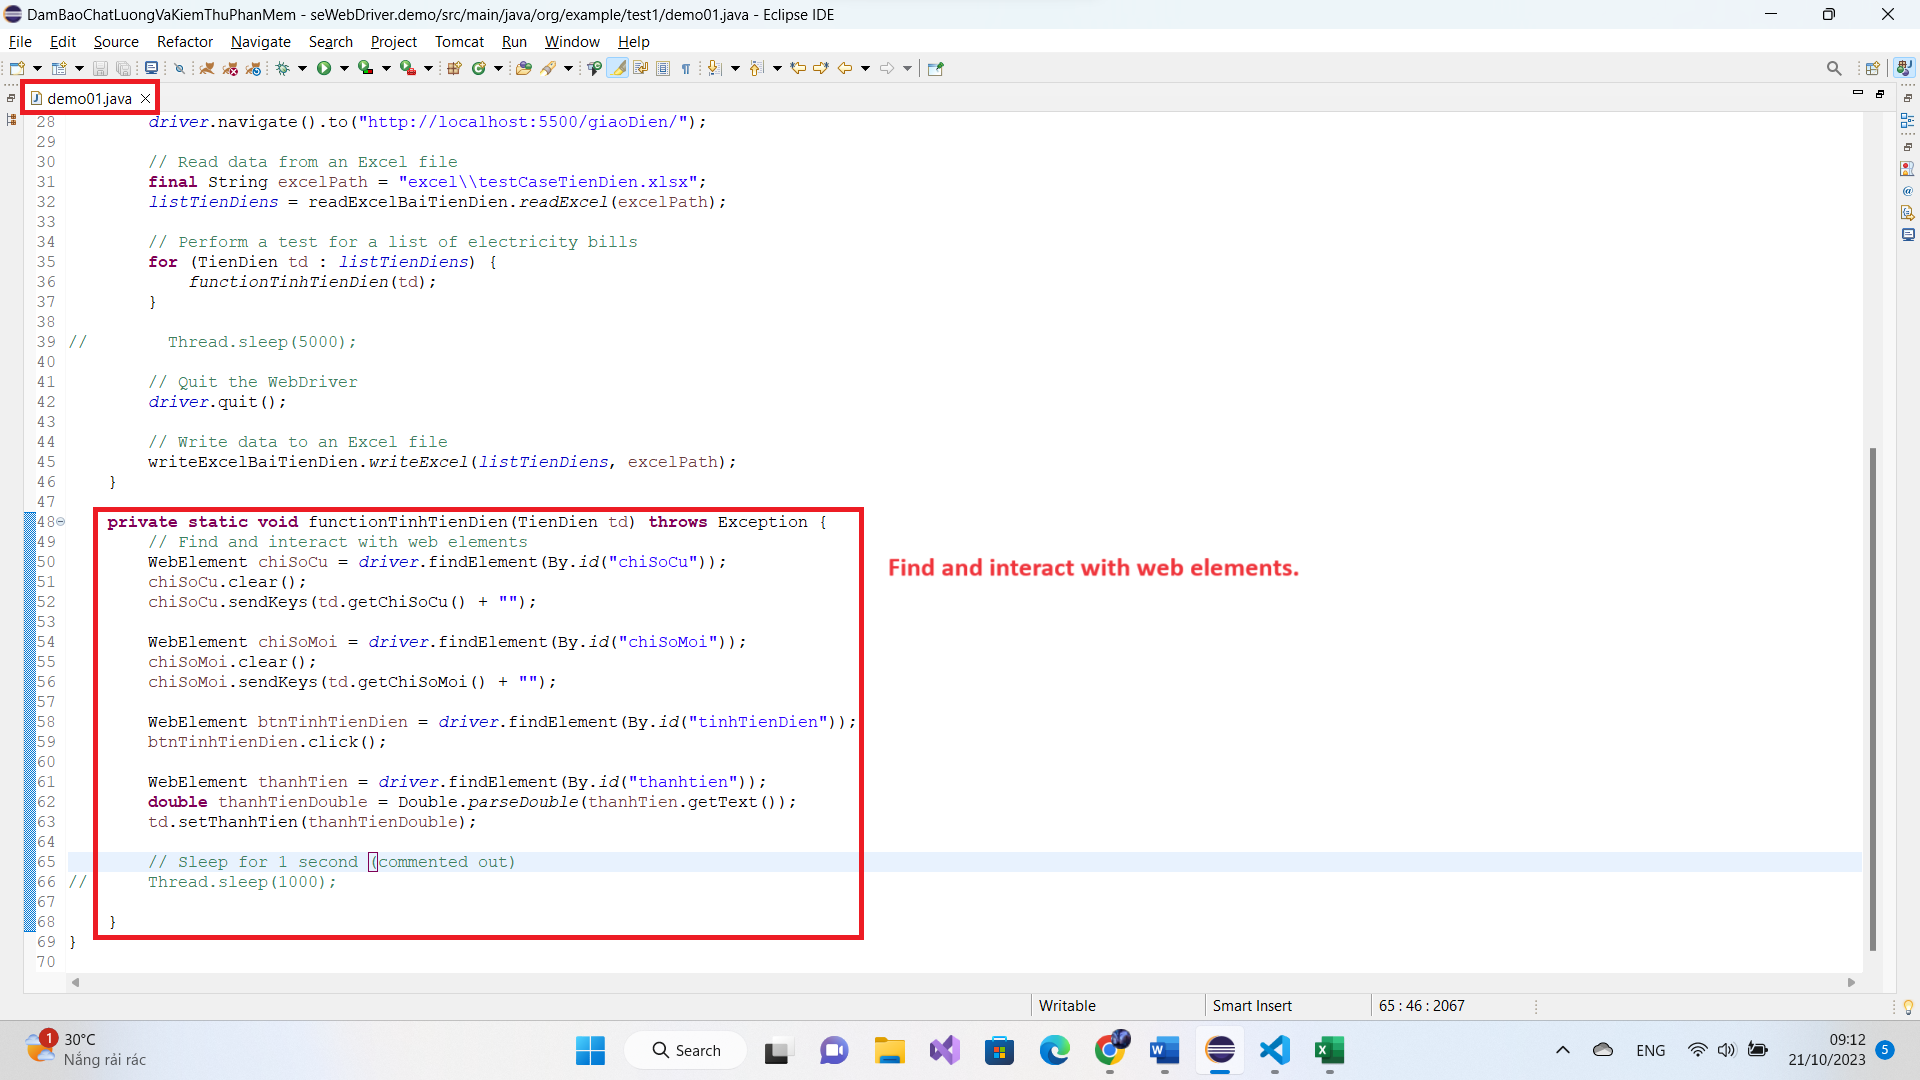 DamBaoChatLuongVaKiemThuPhanMem - seWebDriver.demo/src/main/java/org/example/test1/demo01.java - Eclipse IDE
File Edit Source Refactor Navigate Search Project Tomcat Run Window Help
demo01.java
28 driver.navigate().to("http://localhost:5500/giaoDien/");
29
30 // Read data from an Excel file
31 final String excelPath = "excel\\testCaseTienDien.xlsx";
32 listTienDiens = readExcelBaiTienDien.readExcel(excelPath);
33
34 // Perform a test for a list of electricity bills
35 for (TienDien td : listTienDiens) {
36 functionTinhTienDien(td);
37 }
38
39 // Thread.sleep(5000);
40
41 // Quit the WebDriver
42 driver.quit();
43
44 // Write data to an Excel file
45 writeExcelBaiTienDien.writeExcel(listTienDiens, excelPath);
46 }
47
48 private static void functionTinhTienDien(TienDien td) throws Exception {
49 // Find and interact with web elements
50 WebElement chiSoCu = driver.findElement(By.id("chiSoCu"));
51 chiSoCu.clear();
52 chiSoCu.sendKeys(td.getChiSoCu() + "");
53
54 WebElement chiSoMoi = driver.findElement(By.id("chiSoMoi"));
55 chiSoMoi.clear();
56 chiSoMoi.sendKeys(td.getChiSoMoi() + "");
57
58 WebElement btnTinhTienDien = driver.findElement(By.id("tinhTienDien"));
59 btnTinhTienDien.click();
60
61 WebElement thanhTien = driver.findElement(By.id("thanhtien"));
62 double thanhTienDouble = Double.parseDouble(thanhTien.getText());
63 td.setThanhTien(thanhTienDouble);
64
65 // Sleep for 1 second (commented out)
66 // Thread.sleep(1000);
67
68 }
69 }
70
Find and interact with web elements.
Writable Smart Insert 65 : 46 : 2067
1 30°C
Nắng rải rác
Search
ENG
09:12
21/10/2023
5